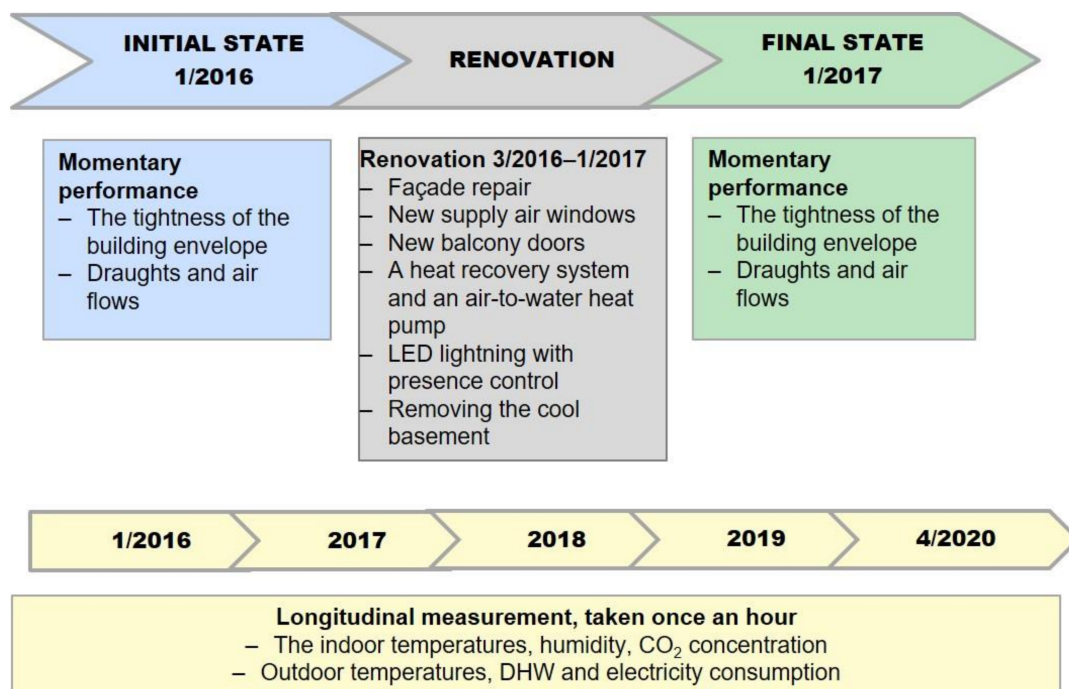 INITIAL STATE
1/2016
RENOVATION
FINAL STATE
1/2017
Momentary
performance
– The tightness of the
building envelope
– Draughts and air
flows
Renovation 3/2016–1/2017
– Façade repair
– New supply air windows
– New balcony doors
– A heat recovery system
and an air-to-water heat
pump
– LED lightning with
presence control
– Removing the cool
basement
Momentary
performance
– The tightness of the
building envelope
– Draughts and air
flows
1/2016
2017
2018
2019
4/2020
Longitudinal measurement, taken once an hour
– The indoor temperatures, humidity, CO₂ concentration
– Outdoor temperatures, DHW and electricity consumption